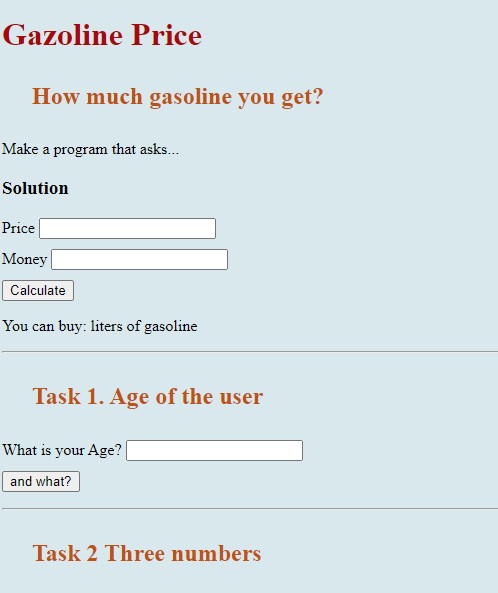 Gazoline Price
How much gasoline you get?
Make a program that asks...
Solution
Price
Money
Calculate
You can buy: liters of gasoline
Task 1. Age of the user
What is your Age?
and what?
Task 2 Three numbers